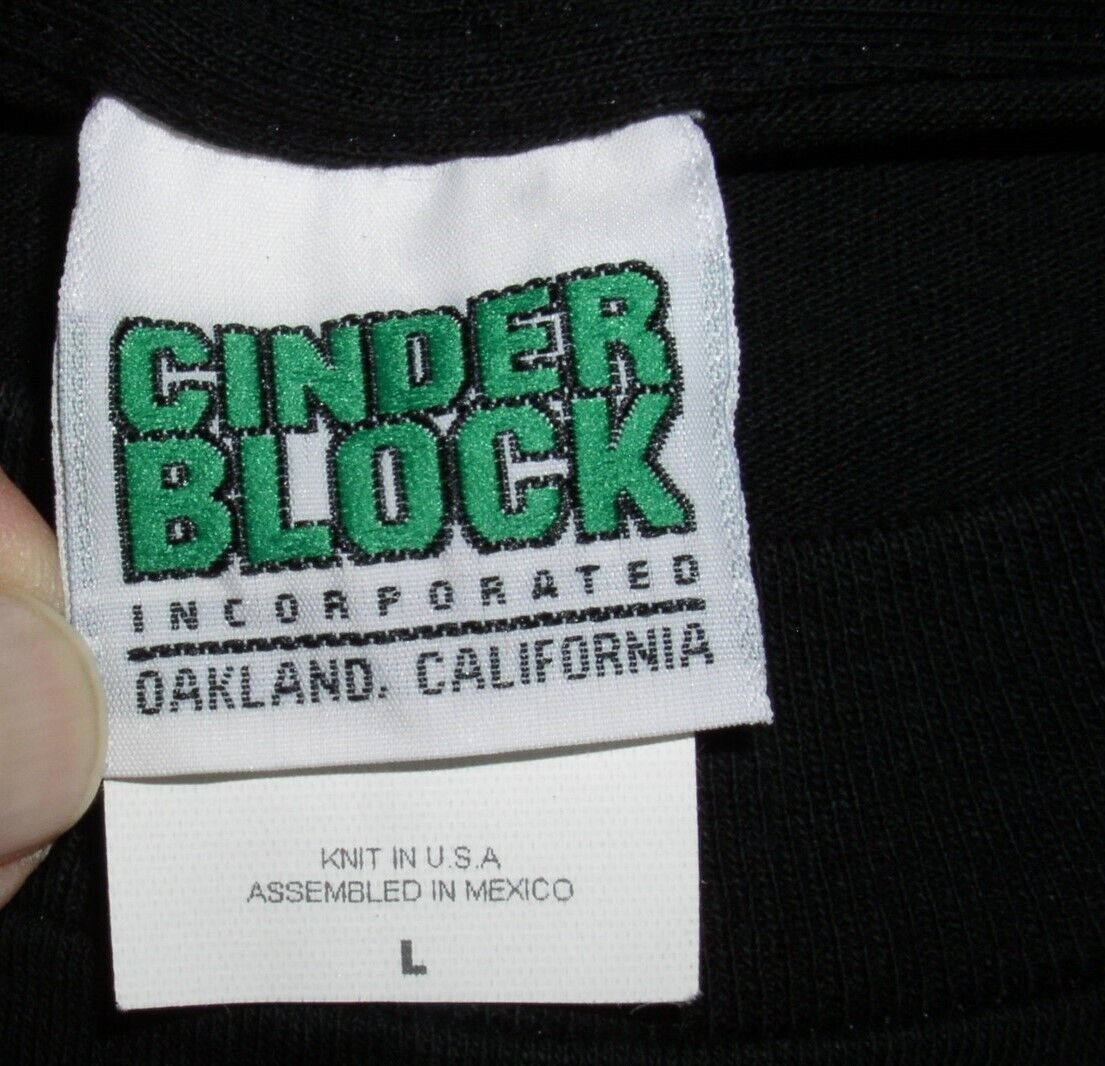 CINDER
BLOCK
INCORPORATED
OAKLAND, CALIFORNIA
KNIT IN U.S.A
ASSEMBLED IN MEXICO
L